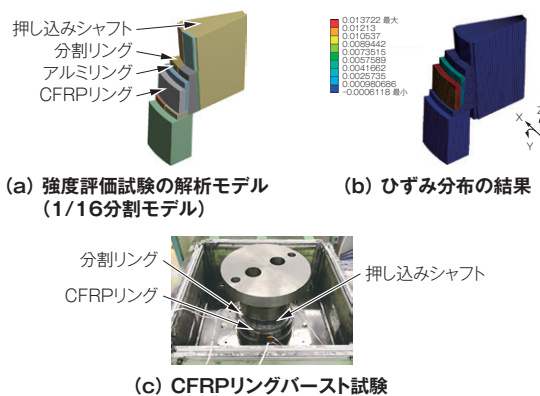 押し込みシャフト
分割リング
アルミリング
CFRPリング
0.013722 最大
0.01213
0.010537
0.0089442
0.0073515
0.0057589
0.0041662
0.0025735
0.000980686
-0.0006118 最小
X
Y
Z
(a) 強度評価試験の解析モデル
(1/16分割モデル)
(b) ひずみ分布の結果
分割リング
CFRPリング
押し込みシャフト
(c) CFRPリングバースト試験